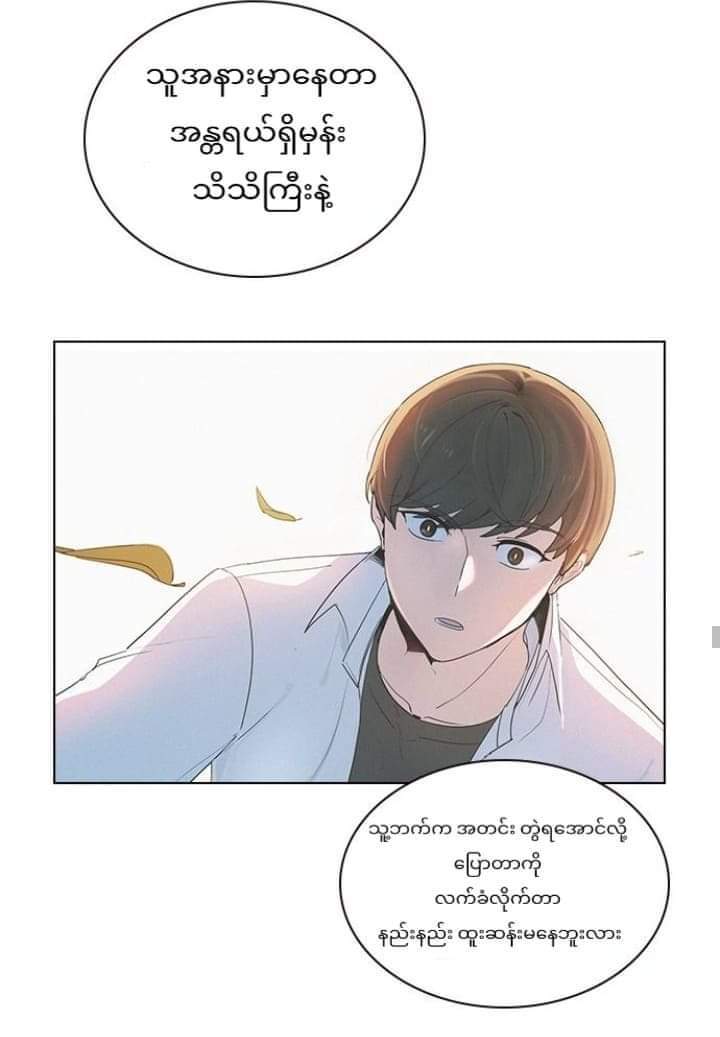 သူအနားမှာနေတာ
အန္တရယ်ရှိမှန်း
သိသိကြီးနဲ့
သူ့ဘက်က အတင်း တွဲရအောင်လို့
ပြောတာကို
လက်ခံလိုက်တာ
နည်းနည်း ထူးဆန်းမနေဘူးလား